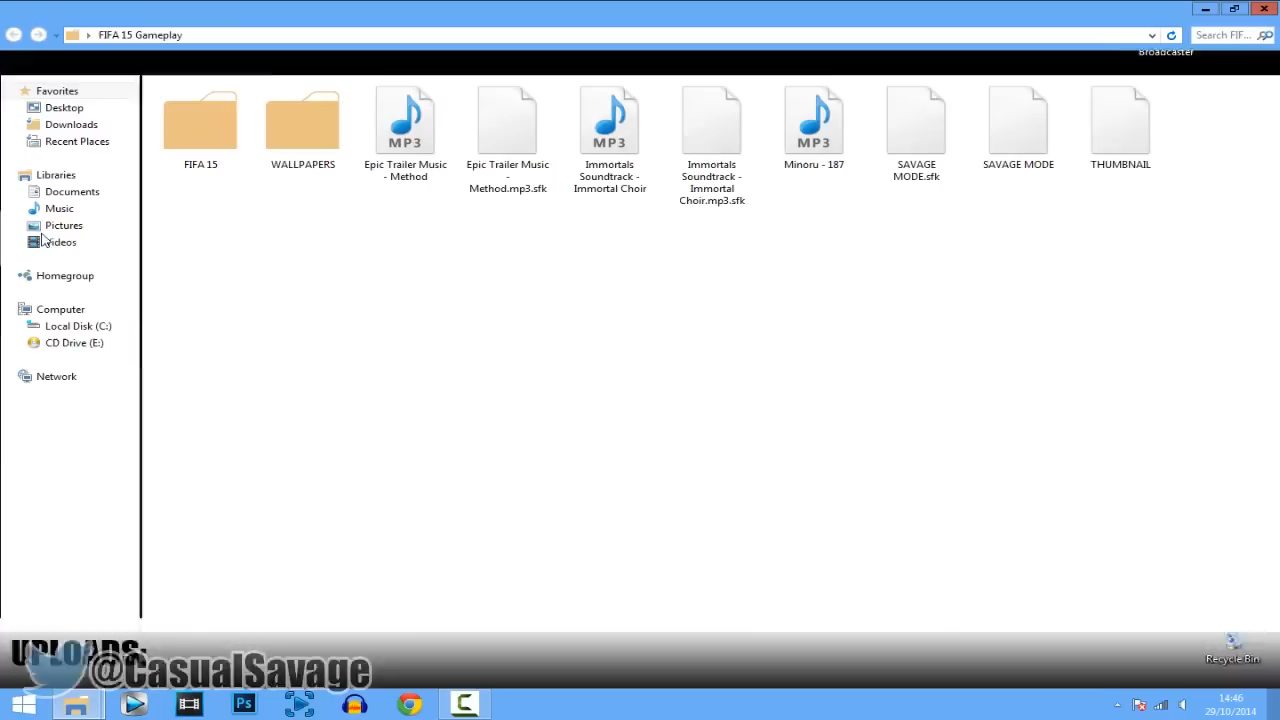 FIFA 15 Gameplay
Search FIF...
Broadcaster
Favorites
Desktop
Downloads
Recent Places
Libraries
Documents
Music
Pictures
Videos
Homegroup
Computer
Local Disk (C:)
CD Drive (E:)
Network
FIFA 15
WALLPAPERS
MP3
Epic Trailer Music
- Method
Epic Trailer Music
-
Method.mp3.sfk
MP3
Immortals
Soundtrack -
Immortal Choir
Immortals
Soundtrack -
Immortal
Choir.mp3.sfk
MP3
Minoru - 187
SAVAGE
MODE.sfk
SAVAGE MODE
THUMBNAIL
UPLOADS:
@CasualSavage
Recycle Bin
Ps
C
14:46
29/10/2014